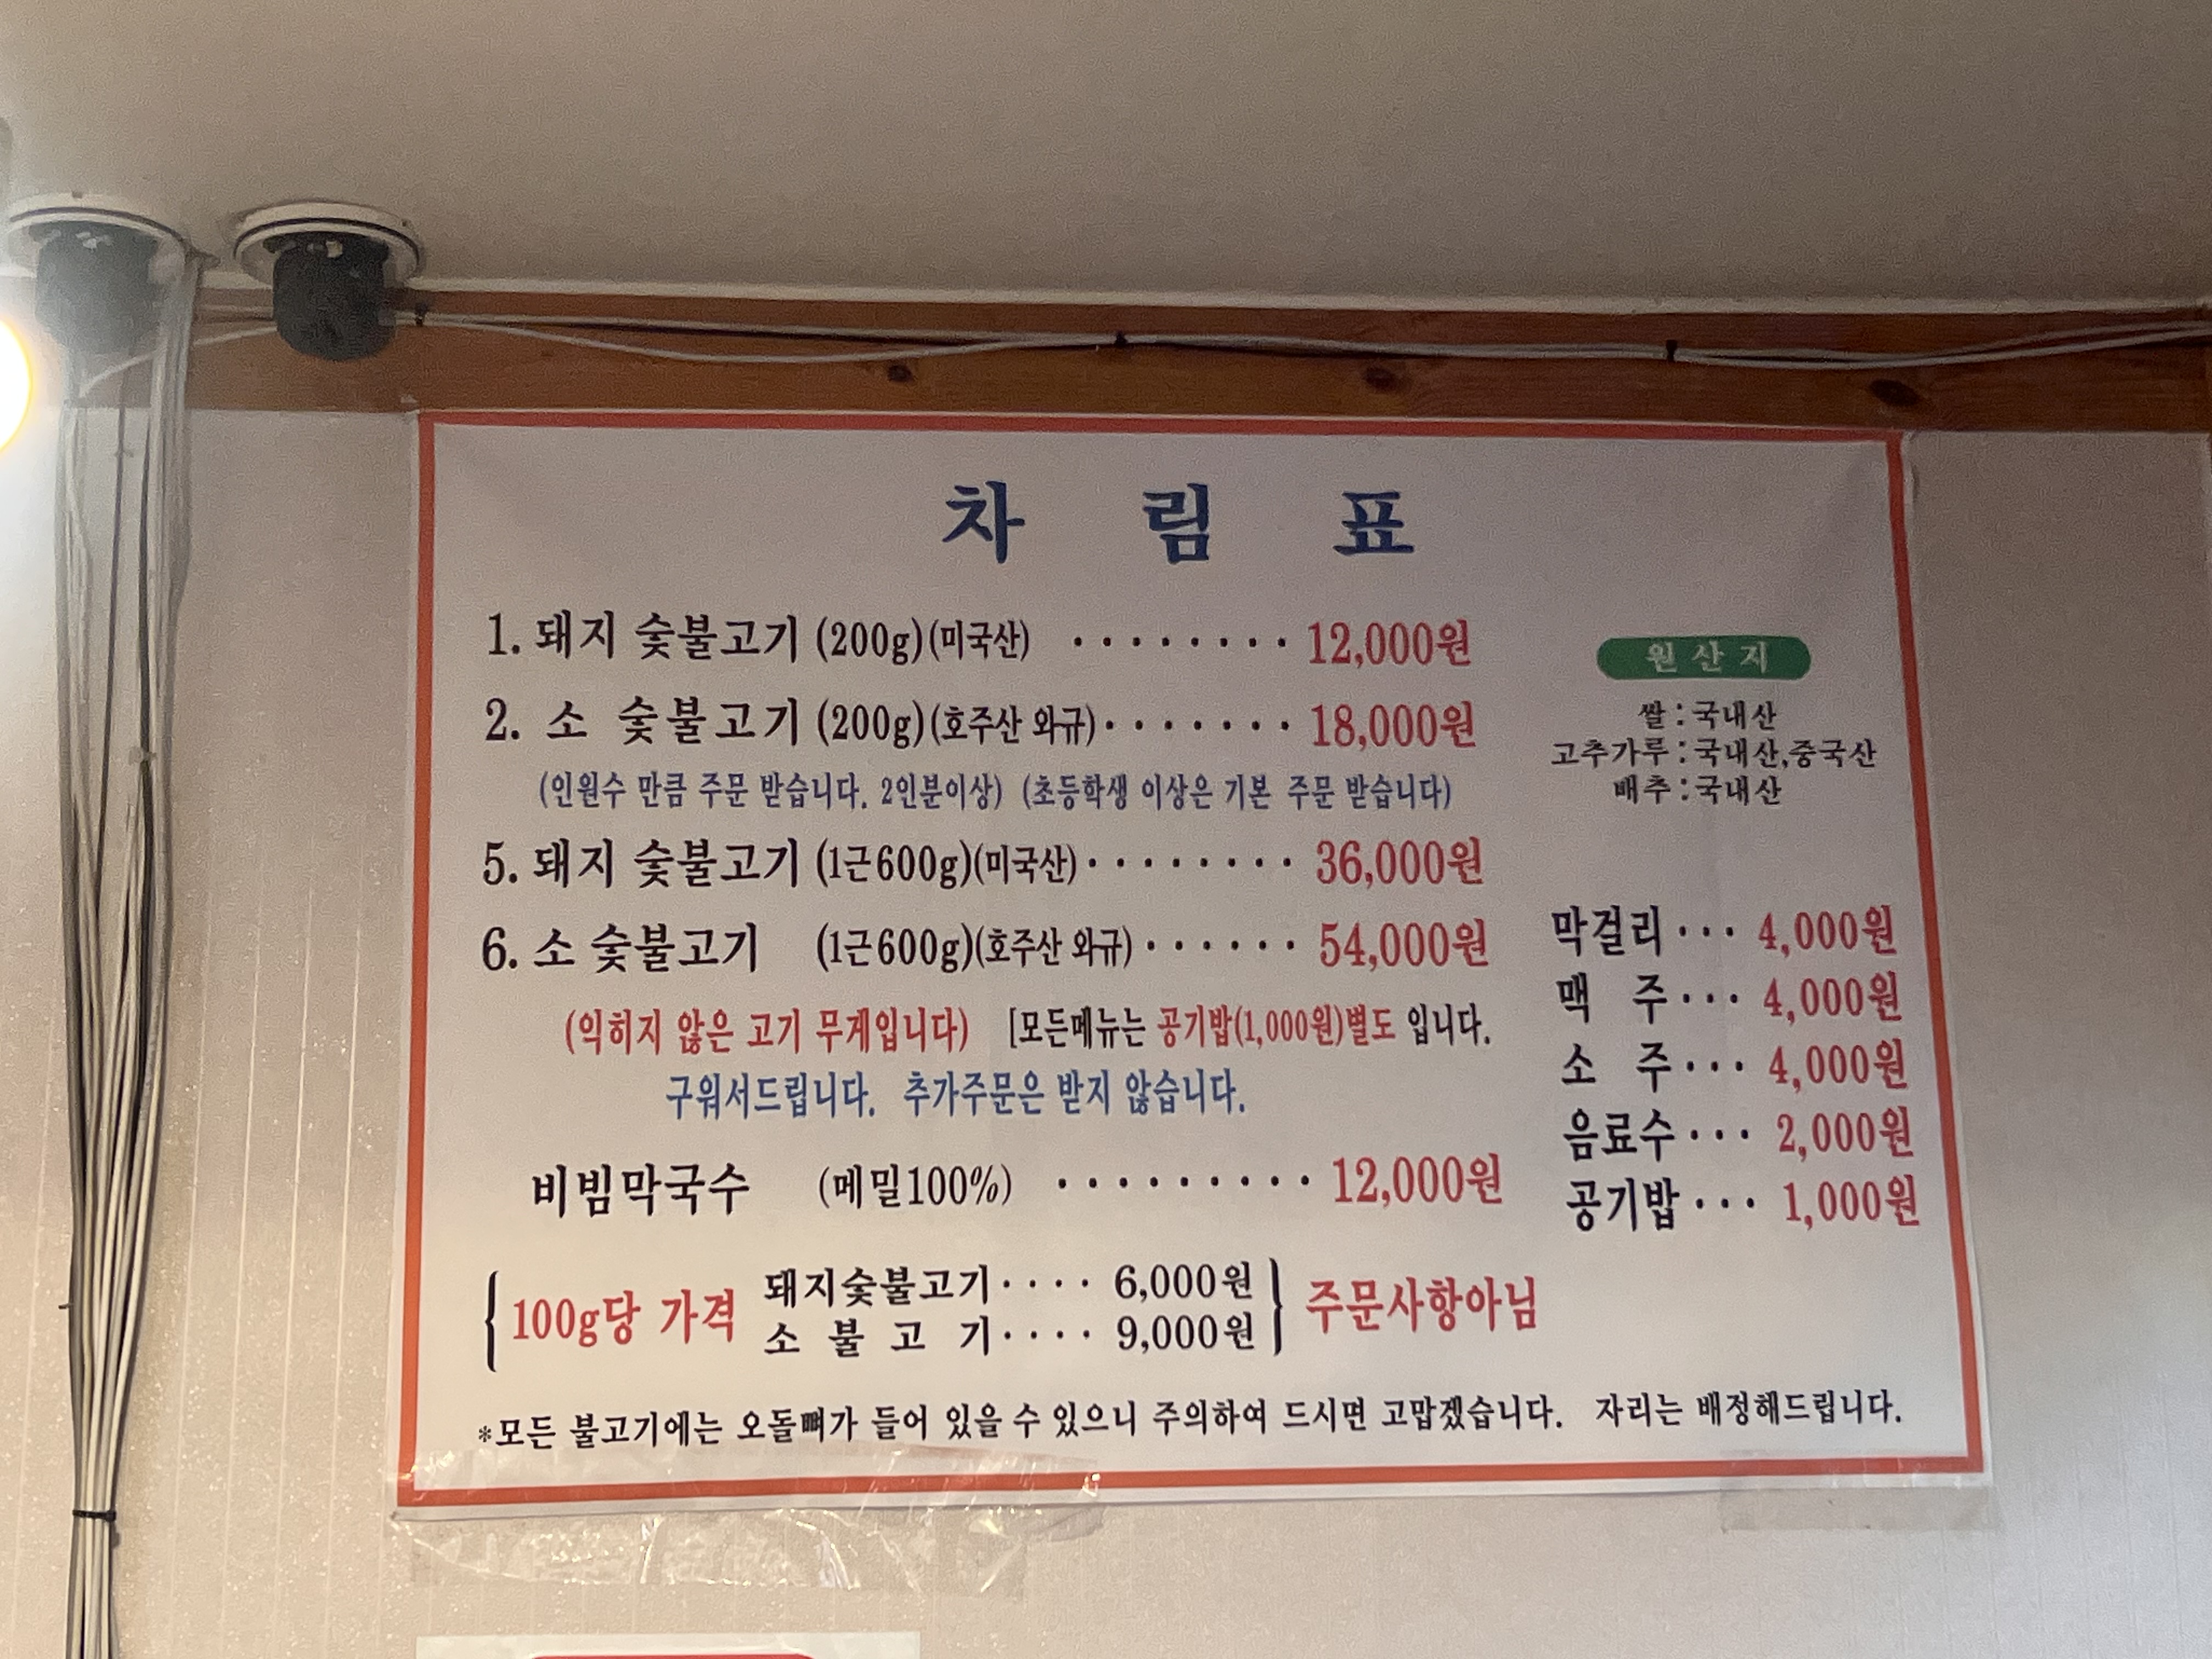 차 림 표
1. 돼지 숯불고기 (200g)(미국산) ········ 12,000원
2. 소 숯불고기 (200g)(호주산 와규)······· 18,000원
(인원수 만큼 주문 받습니다. 2인분이상) (초등학생 이상은 기본 주문 받습니다)
5. 돼지 숯불고기 (1근600g)(미국산)········ 36,000원
6. 소 숯불고기 (1근600g)(호주산 와규)······ 54,000원
(익히지 않은 고기 무게입니다) [모든메뉴는 공기밥(1,000원)별도 입니다.
구워서드립니다. 추가주문은 받지 않습니다.
비빔막국수 (메밀100%) ········· 12,000원
100g당 가격
돼지숯불고기···· 6,000원
소 불 고 기···· 9,000원
주문사항아님
*모든 불고기에는 오돌뼈가 들어 있을 수 있으니 주의하여 드시면 고맙겠습니다. 자리는 배정해드립니다.
원산지
쌀:국내산
고추가루:국내산,중국산
배추:국내산
막걸리··· 4,000원
맥 주··· 4,000원
소 주··· 4,000원
음료수··· 2,000원
공기밥··· 1,000원